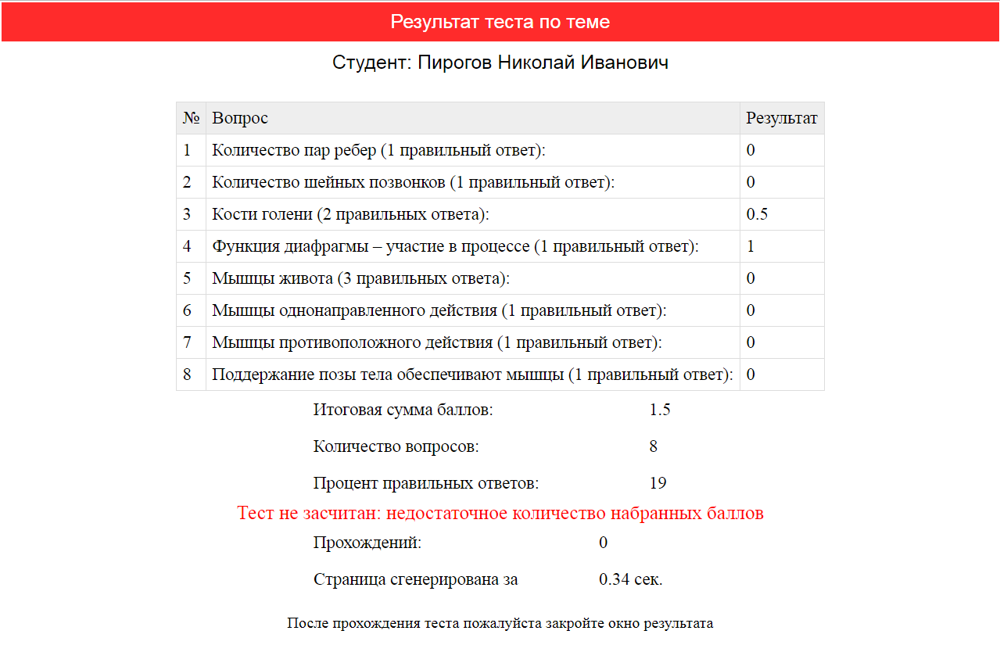 Результат теста по теме
Студент: Пирогов Николай Иванович
№ Вопрос Результат
1 Количество пар ребер (1 правильный ответ): 0
2 Количество шейных позвонков (1 правильный ответ): 0
3 Кости голени (2 правильных ответа): 0.5
4 Функция диафрагмы – участие в процессе (1 правильный ответ): 1
5 Мышцы живота (3 правильных ответа): 0
6 Мышцы однонаправленного действия (1 правильный ответ): 0
7 Мышцы противоположного действия (1 правильный ответ): 0
8 Поддержание позы тела обеспечивают мышцы (1 правильный ответ): 0
Итоговая сумма баллов: 1.5
Количество вопросов: 8
Процент правильных ответов: 19
Тест не засчитан: недостаточное количество набранных баллов
Прохождений: 0
Страница сгенерирована за 0.34 сек.
После прохождения теста пожалуйста закройте окно результата